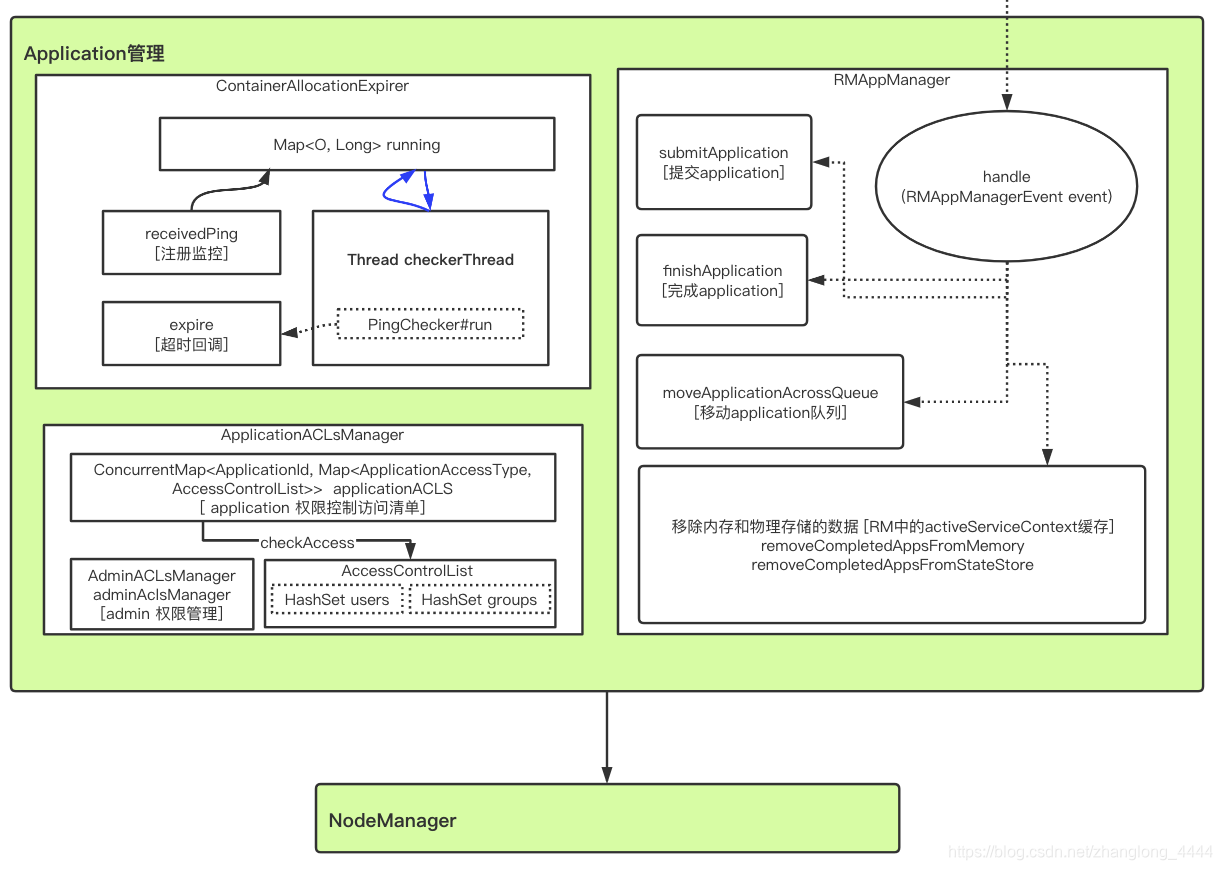 Application管理
ContainerAllocationExpirer
Map<O, Long> running
receivedPing
[注册监控]
Thread checkerThread
expire
[超时回调]
PingChecker#run
ApplicationACLsManager
ConcurrentMap<ApplicationId, Map<ApplicationAccessType,
AccessControlList>> applicationACLS
[ application 权限控制访问清单]
checkAccess
AdminACLsManager
adminAclsManager
[admin 权限管理]
AccessControlList
HashSet users
HashSet groups
RMAppManager
submitApplication
[提交application]
handle
(RMAppManagerEvent event)
finishApplication
[完成application]
moveApplicationAcrossQueue
[移动application队列]
移除内存和物理存储的数据 [RM中的activeServiceContext缓存]
removeCompletedAppsFromMemory
removeCompletedAppsFromStateStore
NodeManager
https://blog.csdn.net/zhanglong_4444